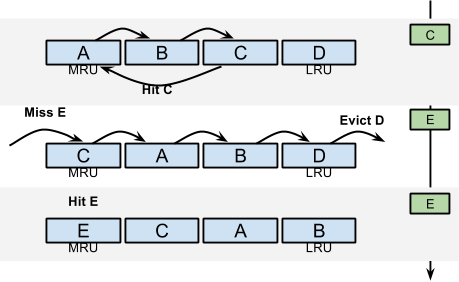 A B C D C
MRU LRU
Hit C
Miss E Evict D E
C A B D
MRU LRU
Hit E E
E C A B
MRU LRU